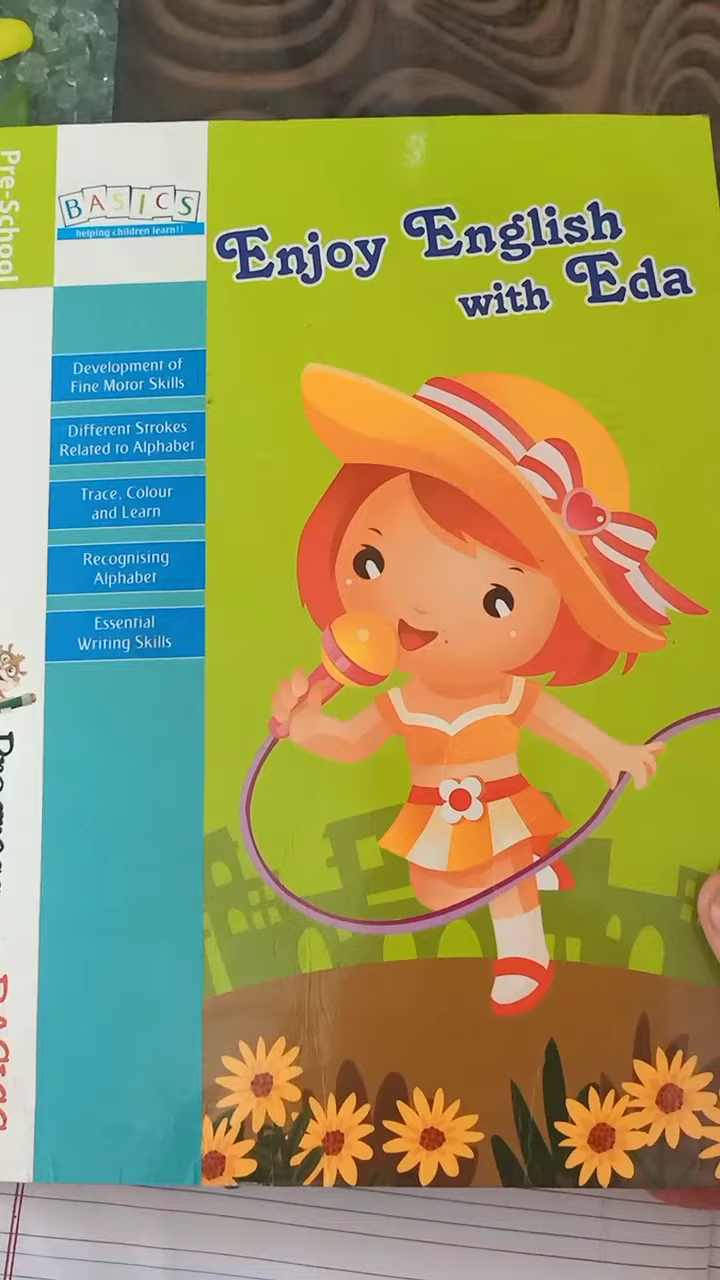 Pre-School
BASICS
helping children learn!!
Enjoy English
with Eda
Development of
Fine Motor Skills
Different Strokes
Related to Alphabet
Trace, Colour
and Learn
Recognising
Alphabet
Essential
Writing Skills